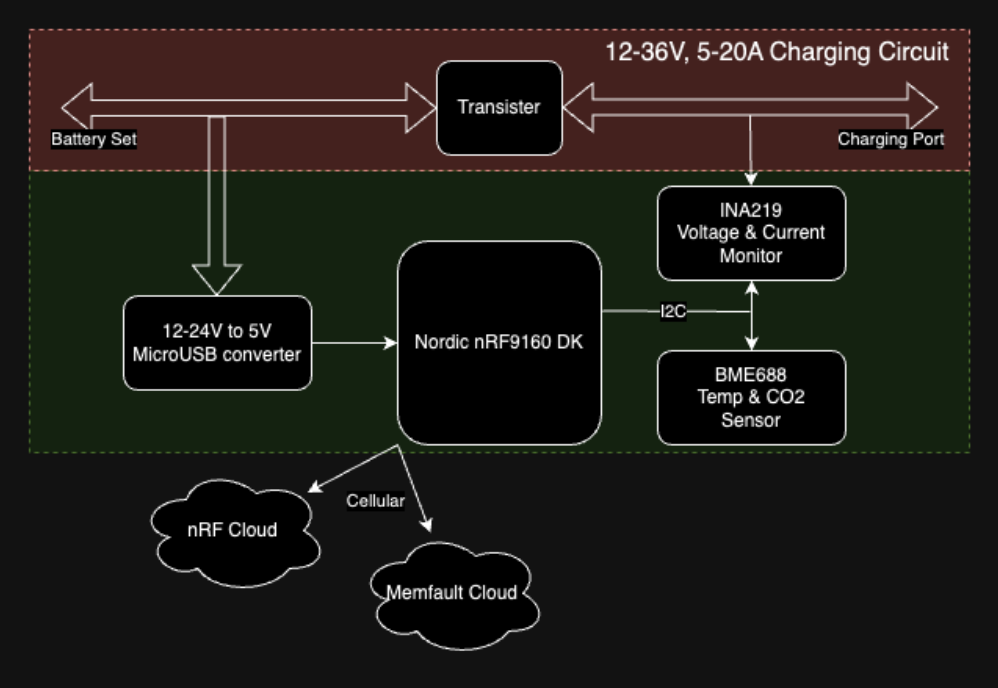 12-36V, 5-20A Charging Circuit
Transister
Battery Set
Charging Port
INA219
Voltage & Current
Monitor
12-24V to 5V
MicroUSB converter
Nordic nRF9160 DK
I2C
BME688
Temp & CO2
Sensor
Cellular
nRF Cloud
Memfault Cloud